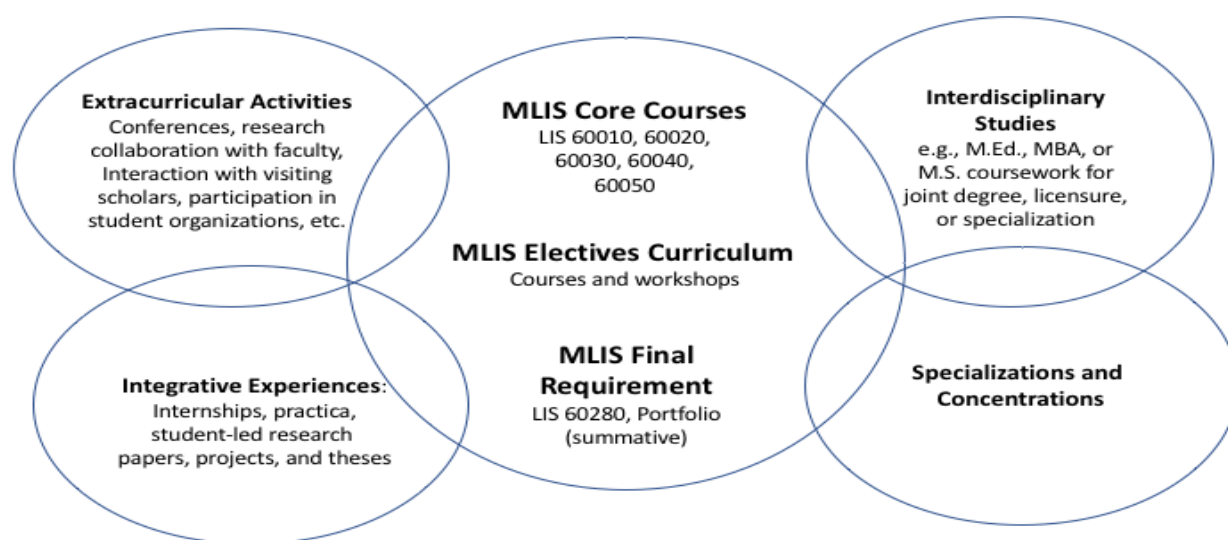 Extracurricular Activities
Conferences, research
collaboration with faculty,
Interaction with visiting
scholars, participation in
student organizations, etc.
MLIS Core Courses
LIS 60010, 60020,
60030, 60040,
60050
MLIS Electives Curriculum
Courses and workshops
MLIS Final
Requirement
LIS 60280, Portfolio
(summative)
Interdisciplinary
Studies
e.g., M.Ed., MBA, or
M.S. coursework for
joint degree, licensure,
or specialization
Integrative Experiences:
Internships, practica,
student-led research
papers, projects, and theses
Specializations and
Concentrations